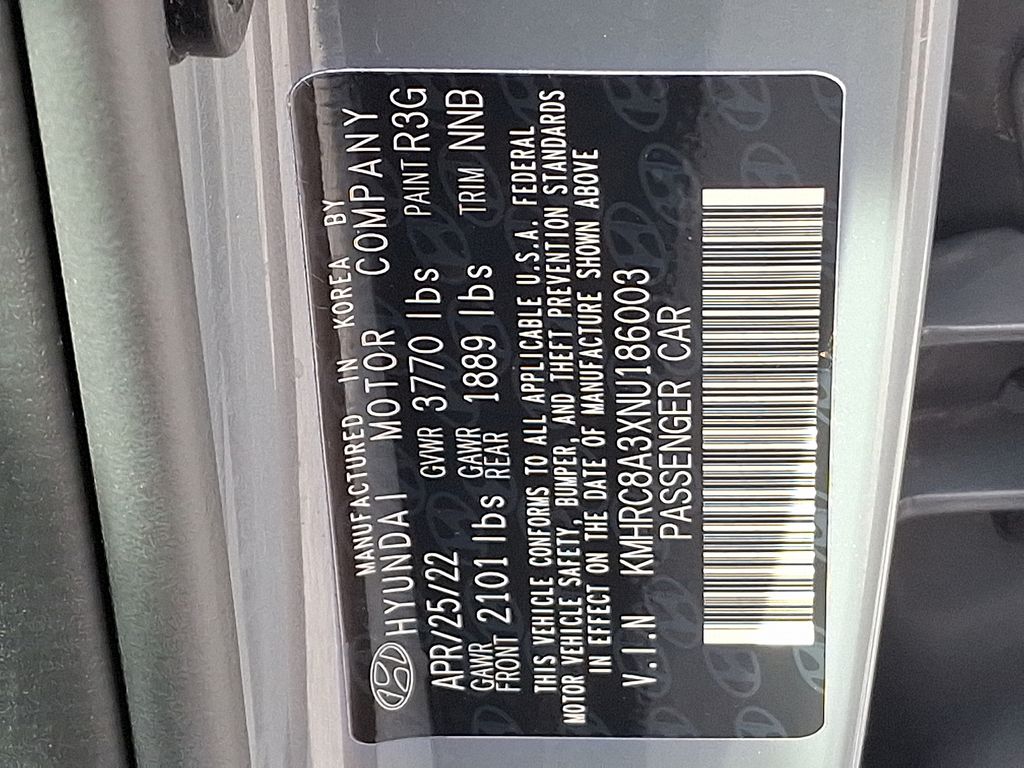 MANUFACTURED IN KOREA BY
HYUNDAI MOTOR COMPANY
APR/25/22 GVWR 3770 lbs PAINT R3G
GAWR FRONT 2101 lbs GAWR REAR 1889 lbs TRIM NNB
THIS VEHICLE CONFORMS TO ALL APPLICABLE U.S.A. FEDERAL
MOTOR VEHICLE SAFETY, BUMPER, AND THEFT PREVENTION STANDARDS
IN EFFECT ON THE DATE OF MANUFACTURE SHOWN ABOVE
V.I.N KMHRC8A3XNU186003
PASSENGER CAR